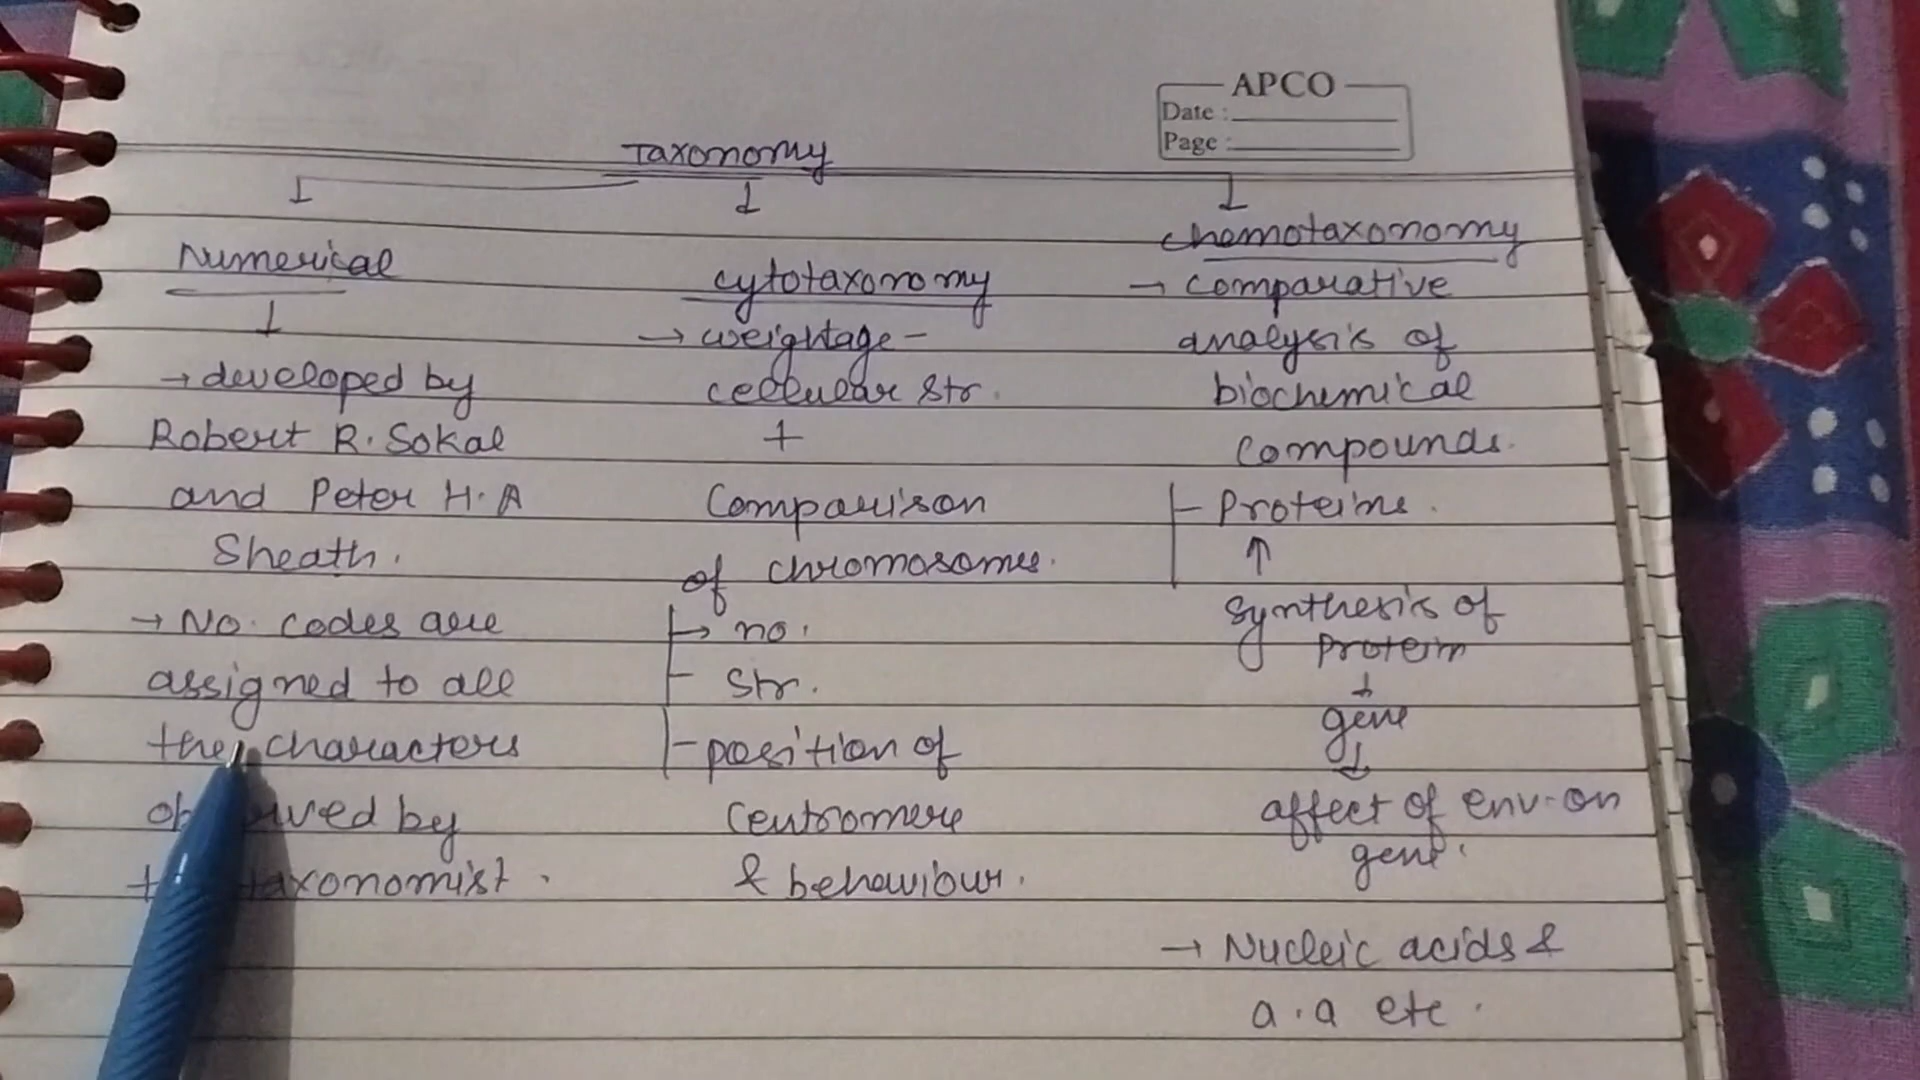 APCO
Date :
Page :
Taxonomy
Numerical
→ developed by
Robert R. Sokal
and Peter H.A
Sheath.
→ No. codes are
assigned to all
the characters
by
taxonomist.
cytotaxonomy
→ weightage -
cellular str.
+
Comparison
of chromosomes.
→ no.
- str.
- position of
centromere
& behaviour.
chemotaxonomy
→ comparative
analysis of
biochemical
compounds.
- Proteins.
↑
synthesis of
protein
↓
gene
↓
affect of env. on
gene.
→ Nucleic acids &
a.a etc.